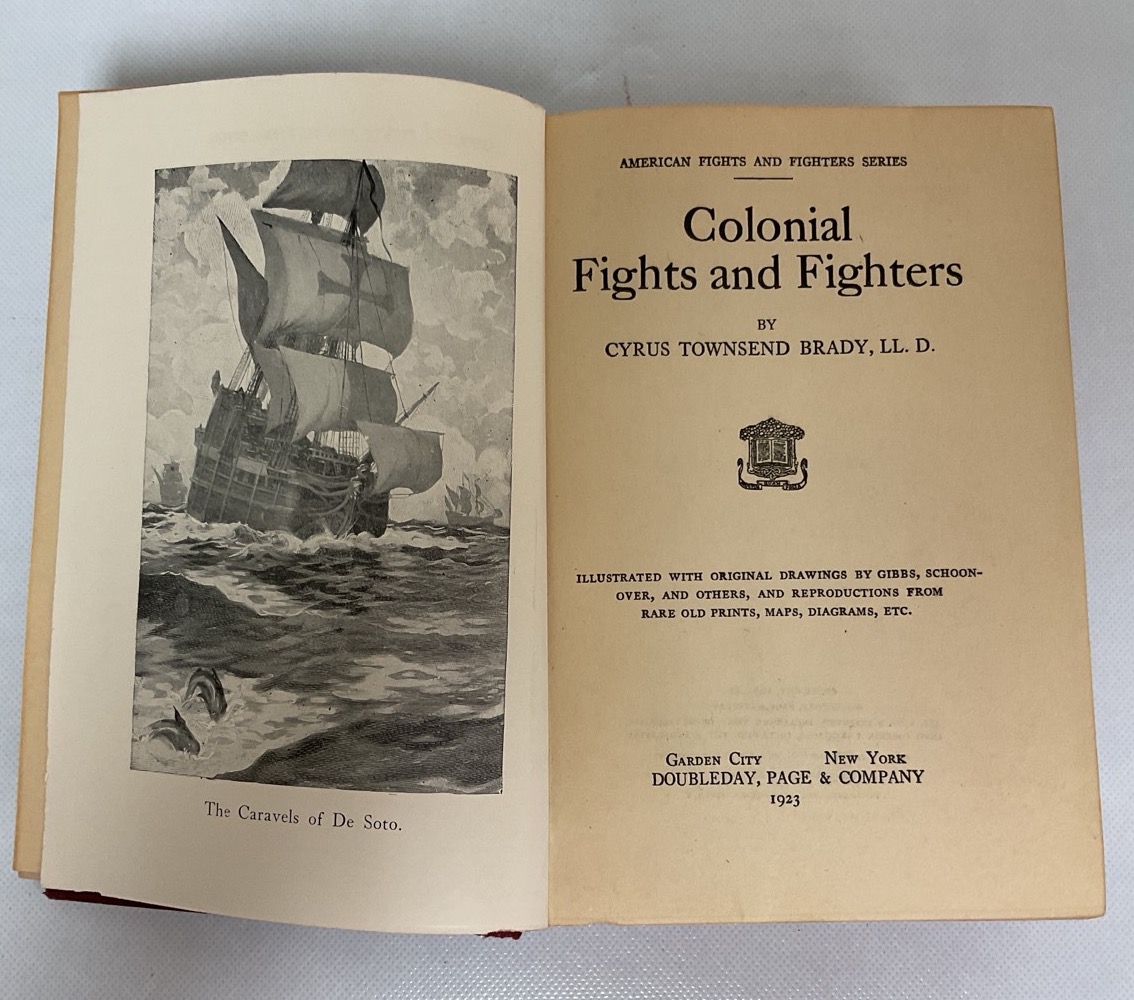 The Caravels of De Soto.
AMERICAN FIGHTS AND FIGHTERS SERIES
Colonial
Fights and Fighters
BY
CYRUS TOWNSEND BRADY, LL. D.
ILLUSTRATED WITH ORIGINAL DRAWINGS BY GIBBS, SCHOON-
OVER, AND OTHERS, AND REPRODUCTIONS FROM
RARE OLD PRINTS, MAPS, DIAGRAMS, ETC.
GARDEN CITY NEW YORK
DOUBLEDAY, PAGE & COMPANY
1923